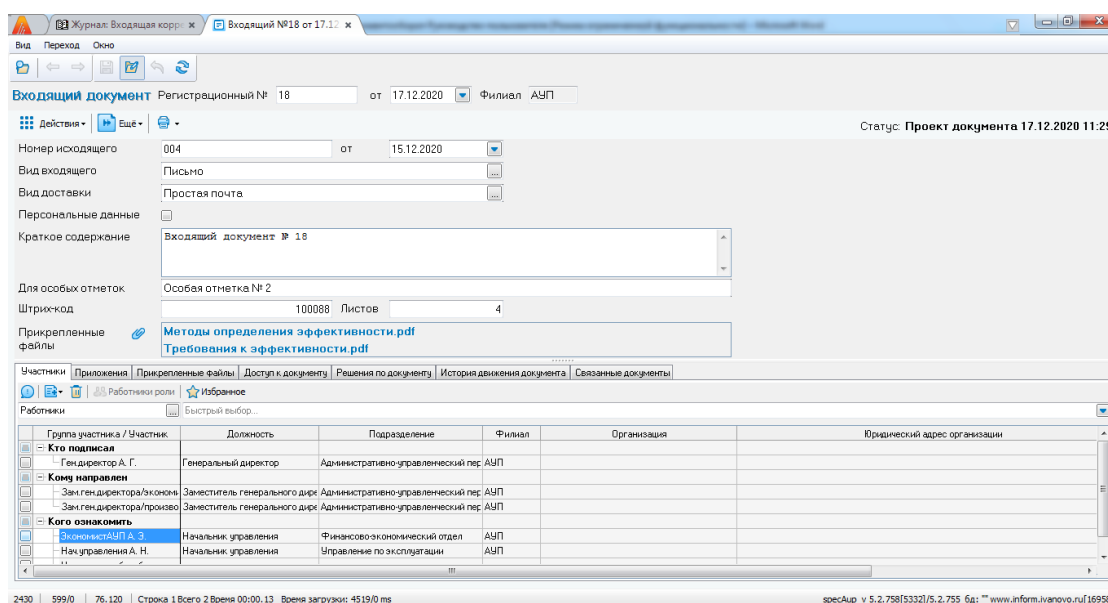 Журнал: Входящая корре
Входящий №18 от 17.12
Вид Переход Окно
Входящий документ Регистрационный № 18 от 17.12.2020 Филиал АУП
Действия Ещё
Статус: Проект документа 17.12.2020 11:29
Номер исходящего 004 от 15.12.2020
Вид входящего Письмо
Вид доставки Простая почта
Персональные данные
Краткое содержание Входящий документ № 18
Для особых отметок Особая отметка № 2
Штрих-код 100088 Листов 4
Прикрепленные файлы
Методы определения эффективности.pdf
Требования к эффективности.pdf
Участники Приложения Прикрепленные файлы Доступ к документу Решения по документу История движения документа Связанные документы
Работники роли Избранное
Работники ... Быстрый выбор...
Группа участника / Участник Должность Подразделение Филиал Организация Юридический адрес организации
Кто подписал
Ген.директор А. Г. Генеральный директор Административно-управленческий пер АУП
Кому направлен
Зам.ген.директора/экономи Заместитель генерального дире Административно-управленческий пер АУП
Зам.ген.директора/произво Заместитель генерального дире Административно-управленческий пер АУП
Кого ознакомить
ЭкономистАУП А. Э. Начальник управления Финансово-экономический отдел АУП
Нач.управления А. Н. Начальник управления Управление по эксплуатации АУП
2430 599/0 76.120 Строка 1 Всего 2 Время 00:00.13 Время загрузки: 4519/0 ms
specAup v 5.2.758[5332]/5.2.755 бд: "" www.inform.ivanovo.ru[16958